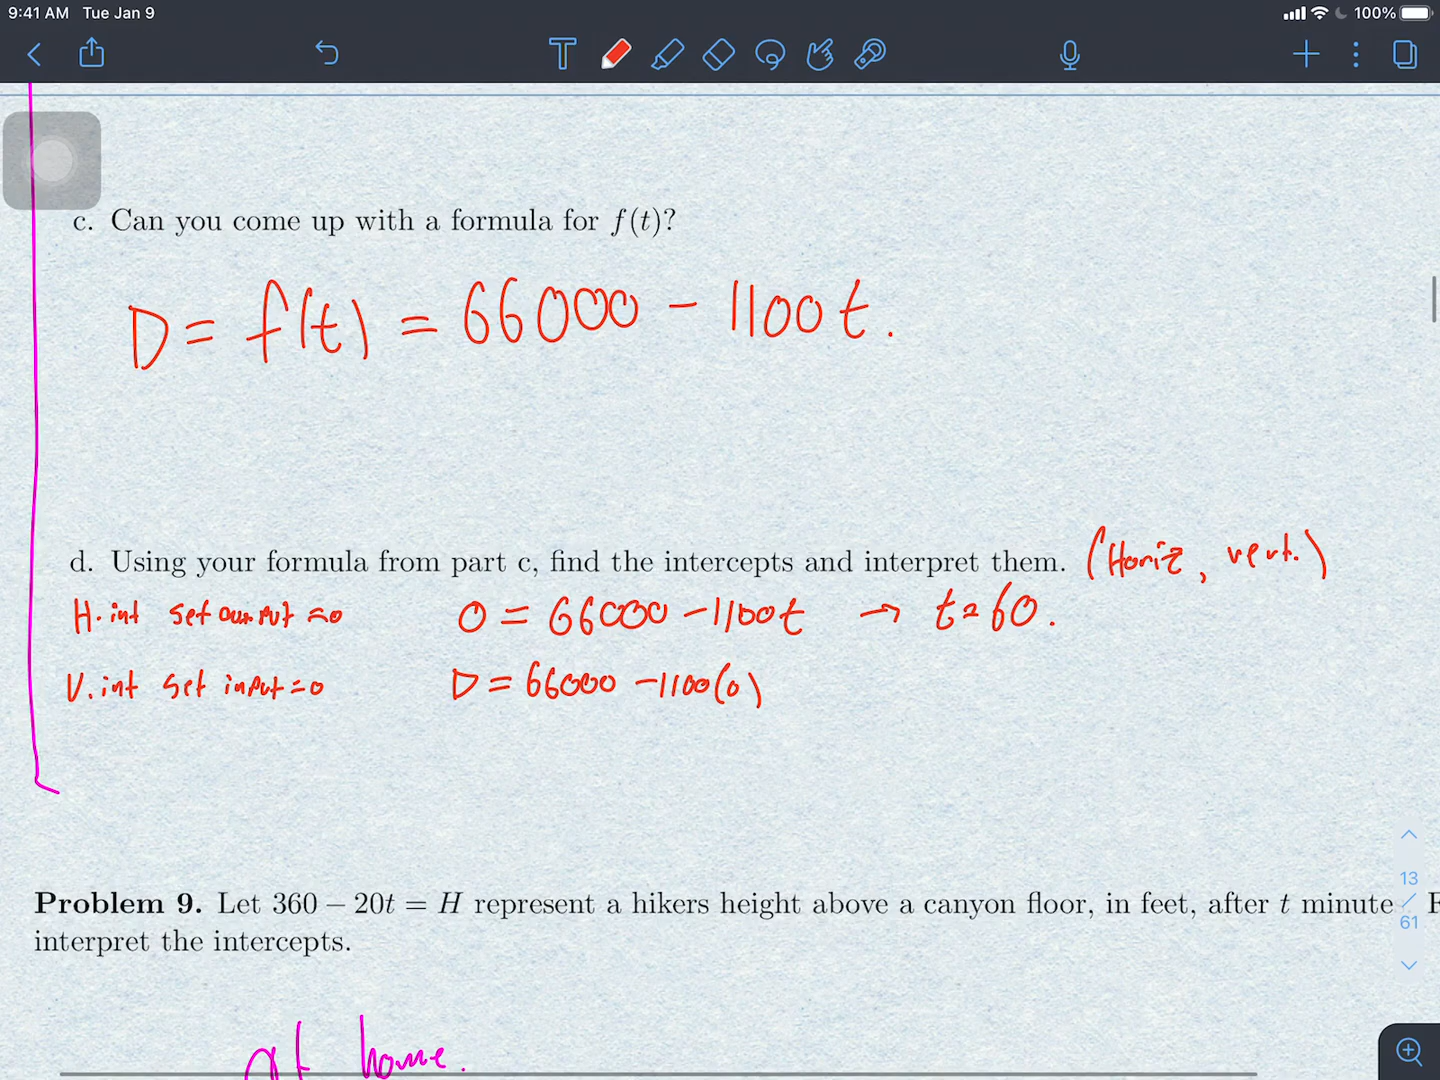 9:41 AM Tue Jan 9 100%
c. Can you come up with a formula for f(t)?
D = f(t) = 66000 - 1100t.
d. Using your formula from part c, find the intercepts and interpret them. (Horiz, vert.)
H.int set output =0 0 = 66000 - 1100t → t=60.
V.int set input=0 D = 66000 - 1100(0)
Problem 9. Let 360 − 20t = H represent a hikers height above a canyon floor, in feet, after t minute
interpret the intercepts.
13 / 61
at home.